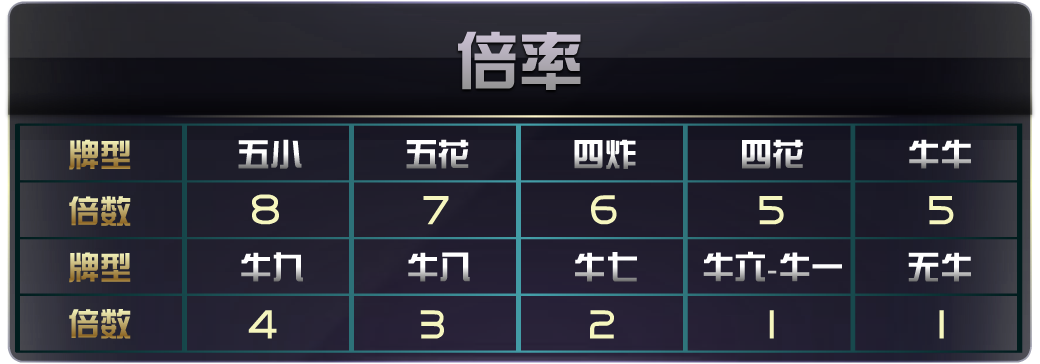 倍率
牌型 五小 五花 四炸 四花 牛牛
倍数 8 7 6 5 5
牌型 牛九 牛八 牛七 牛六-牛一 无牛
倍数 4 3 2 1 1